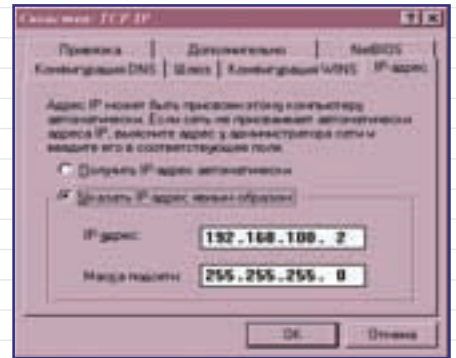 Свойства: TCP/IP
Привязка Дополнительно NetBIOS
Конфигурация DNS Шлюз Конфигурация WINS IP-адрес
Адрес IP может быть присвоен этому компьютеру
автоматически. Если сеть не присваивает автоматически
адреса IP, выясните адрес у администратора сети и
введите его в соответствующие поля.
Получить IP-адрес автоматически
Указать IP-адрес явным образом:
IP-адрес: 192.168.100. 2
Маска подсети: 255.255.255. 0
OK Отмена